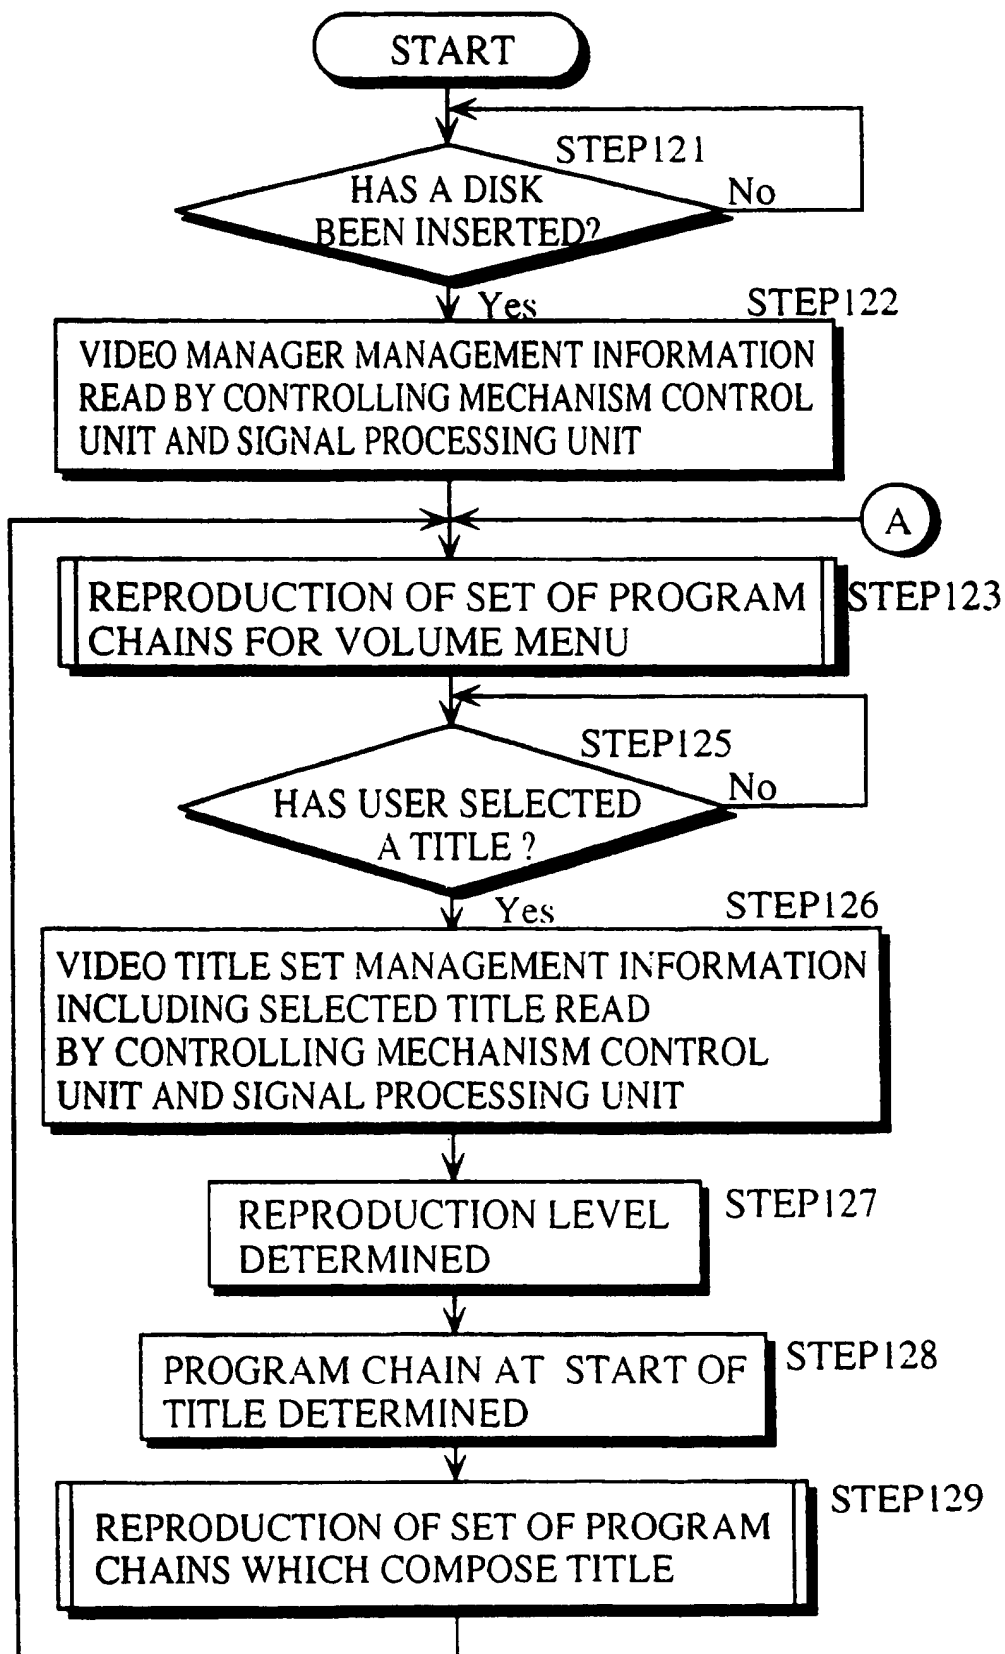 START
STEP121
HAS A DISK
BEEN INSERTED?
No
Yes
STEP122
VIDEO MANAGER MANAGEMENT INFORMATION
READ BY CONTROLLING MECHANISM CONTROL
UNIT AND SIGNAL PROCESSING UNIT
A
REPRODUCTION OF SET OF PROGRAM
CHAINS FOR VOLUME MENU
STEP123
STEP125
HAS USER SELECTED
A TITLE ?
No
Yes
STEP126
VIDEO TITLE SET MANAGEMENT INFORMATION
INCLUDING SELECTED TITLE READ
BY CONTROLLING MECHANISM CONTROL
UNIT AND SIGNAL PROCESSING UNIT
STEP127
REPRODUCTION LEVEL
DETERMINED
STEP128
PROGRAM CHAIN AT START OF
TITLE DETERMINED
STEP129
REPRODUCTION OF SET OF PROGRAM
CHAINS WHICH COMPOSE TITLE